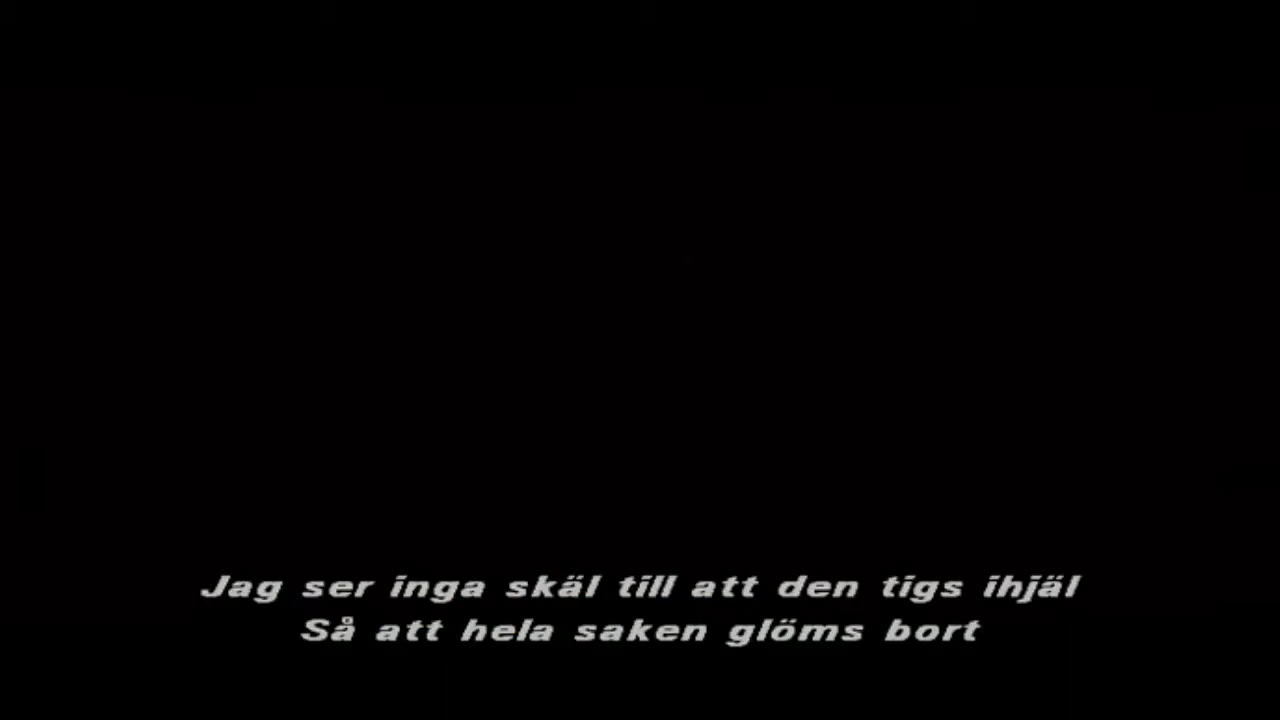 Jag ser inga skäl till att den tigs ihjäl
Så att hela saken glöms bort